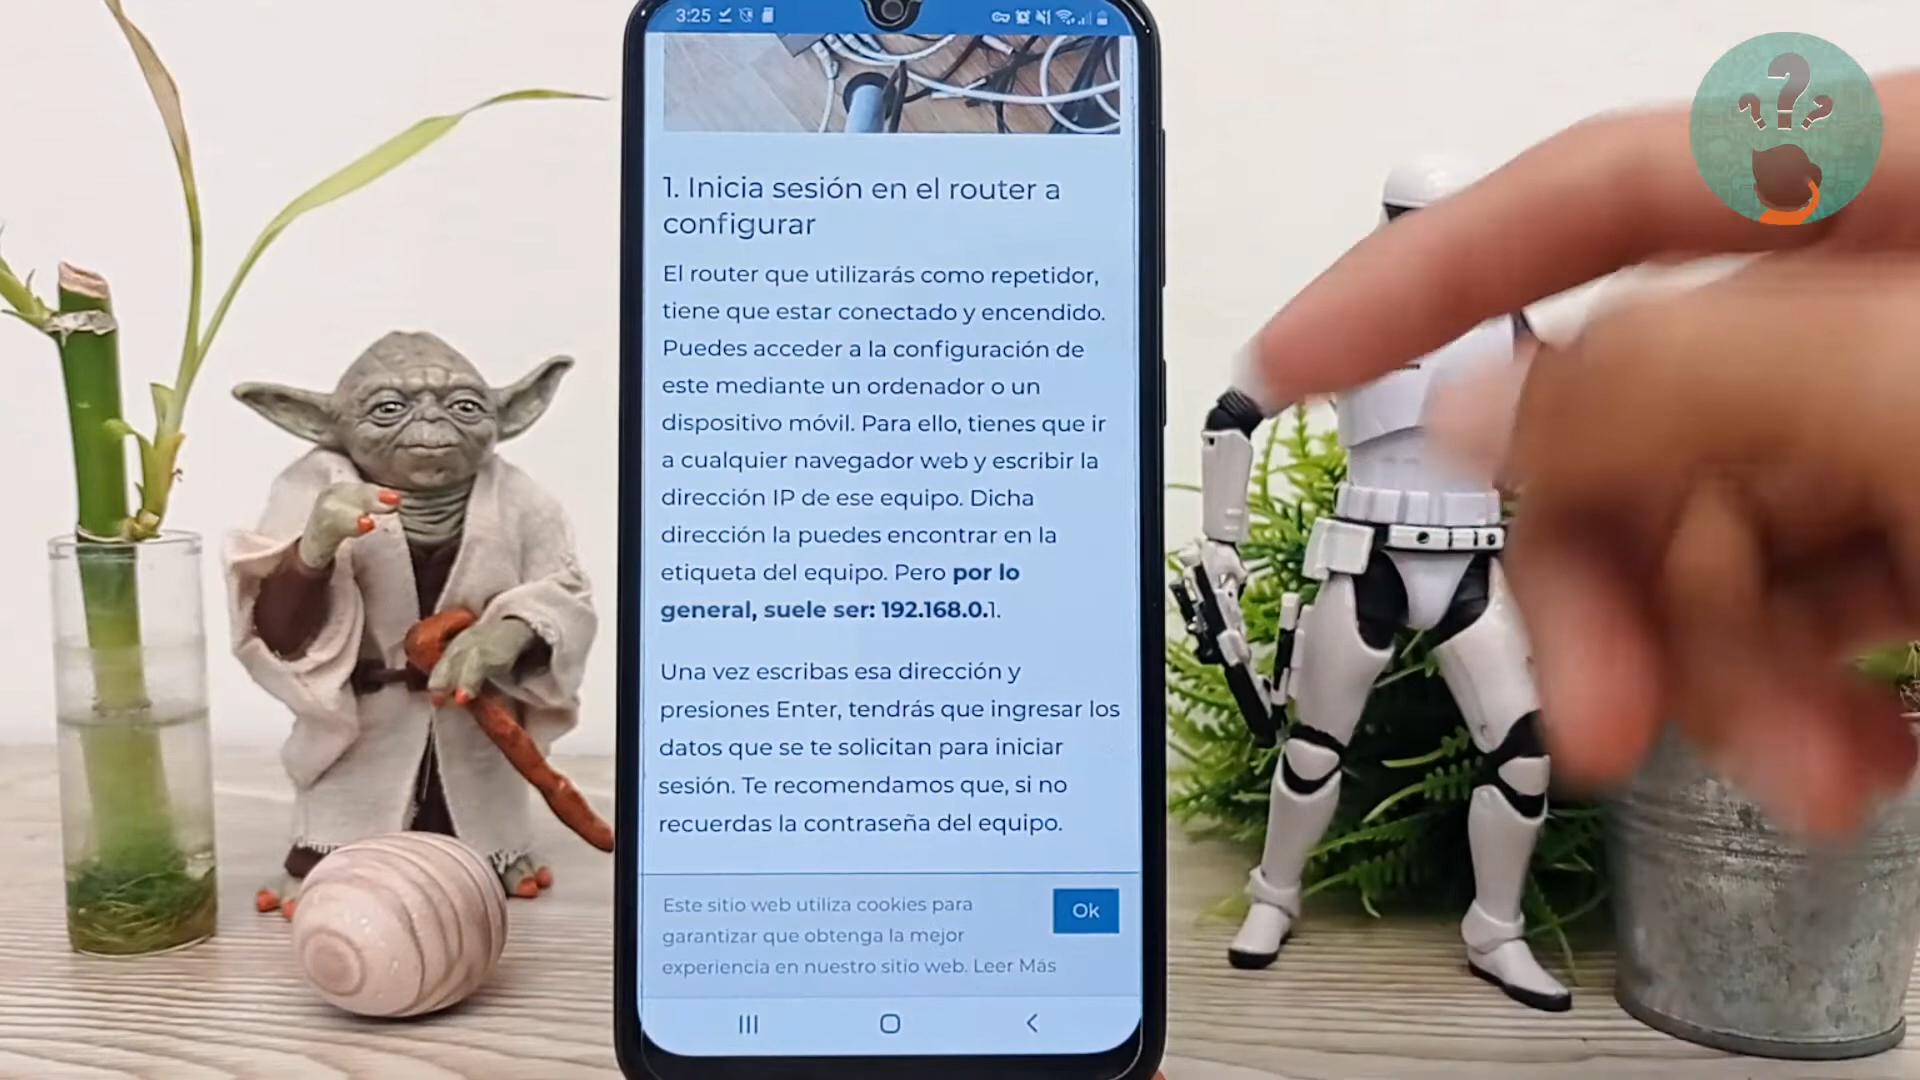 3:25
1. Inicia sesión en el router a
configurar
El router que utilizarás como repetidor,
tiene que estar conectado y encendido.
Puedes acceder a la configuración de
este mediante un ordenador o un
dispositivo móvil. Para ello, tienes que ir
a cualquier navegador web y escribir la
dirección IP de ese equipo. Dicha
dirección la puedes encontrar en la
etiqueta del equipo. Pero por lo
general, suele ser: 192.168.0.1.
Una vez escribas esa dirección y
presiones Enter, tendrás que ingresar los
datos que se te solicitan para iniciar
sesión. Te recomendamos que, si no
recuerdas la contraseña del equipo.
Este sitio web utiliza cookies para
garantizar que obtenga la mejor
experiencia en nuestro sitio web. Leer Más
Ok
???